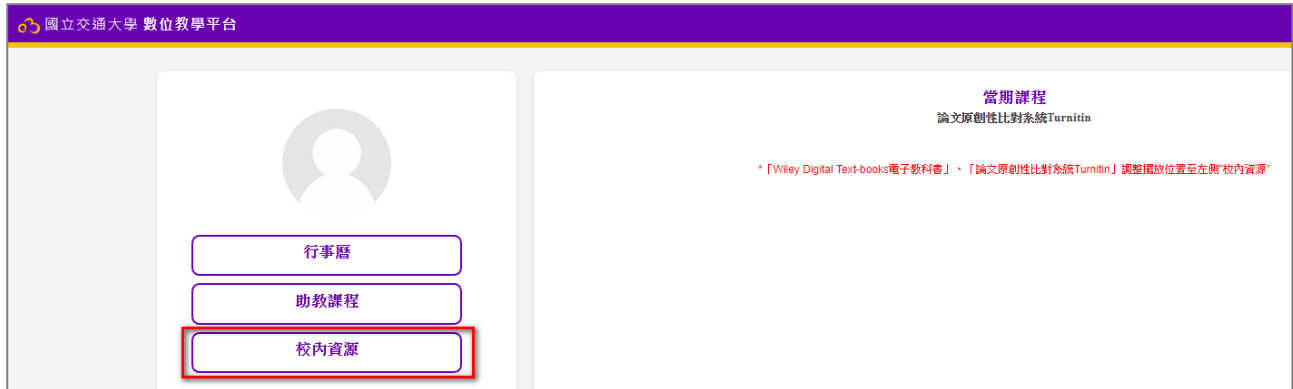 國立交通大學 數位教學平台
行事曆
助教課程
校內資源
當期課程
論文原創性比對系統Turnitin
*「Wiley Digital Text-books電子教科書」、「論文原創性比對系統Turnitin」調整擺放位置至左側"校內資源"